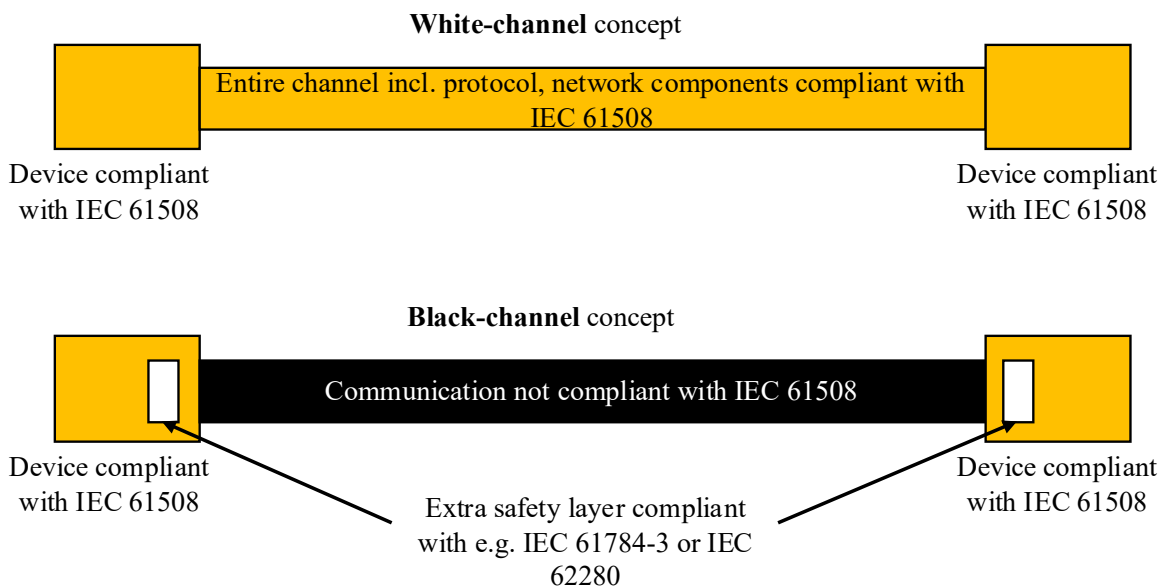 White-channel concept
Entire channel incl. protocol, network components compliant with
IEC 61508
Device compliant
with IEC 61508
Device compliant
with IEC 61508
Black-channel concept
Communication not compliant with IEC 61508
Device compliant
with IEC 61508
Device compliant
with IEC 61508
Extra safety layer compliant
with e.g. IEC 61784-3 or IEC
62280